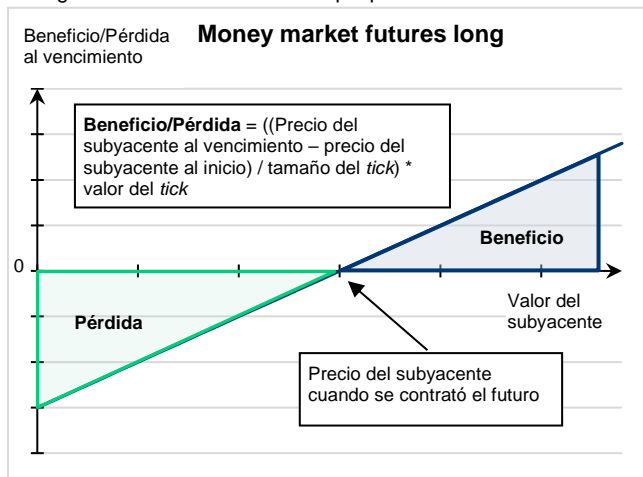 Beneficio/Pérdida
al vencimiento
Money market futures long
Beneficio/Pérdida = ((Precio del
subyacente al vencimiento – precio del
subyacente al inicio) / tamaño del tick) *
valor del tick
Beneficio
0
Valor del
subyacente
Pérdida
Precio del subyacente
cuando se contrató el futuro